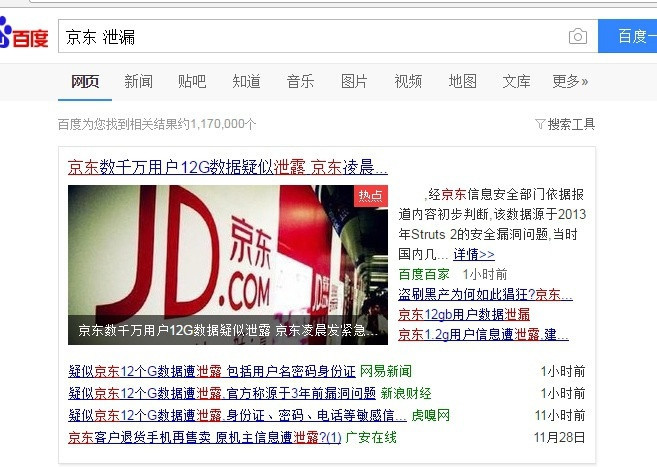 百度
京东 泄漏
百度一
网页 新闻 贴吧 知道 音乐 图片 视频 地图 文库 更多»
百度为您找到相关结果约1,170,000个
搜索工具
京东数千万用户12G数据疑似泄露 京东凌晨...
热点
JD.COM
京东
JD
京东数千万用户12G数据疑似泄露 京东凌晨发紧急...
,经京东信息安全部门依据报
道内容初步判断,该数据源于2013
年Struts 2的安全漏洞问题,当时
国内几... 详情>>
百度百家 1小时前
盗刷黑产为何如此猖狂?京东...
京东12gb用户数据泄漏
京东1.2g用户信息遭泄露,建...
疑似京东12个G数据遭泄露 包括用户名密码身份证 网易新闻 1小时前
疑似京东12个G数据遭泄露,官方称源于3年前漏洞问题 新浪财经 1小时前
疑似京东12个G数据遭泄露,身份证、密码、电话等敏感信... 虎嗅网 11小时前
京东客户退货手机再售卖 原机主信息遭泄露?(1) 广安在线 11月28日